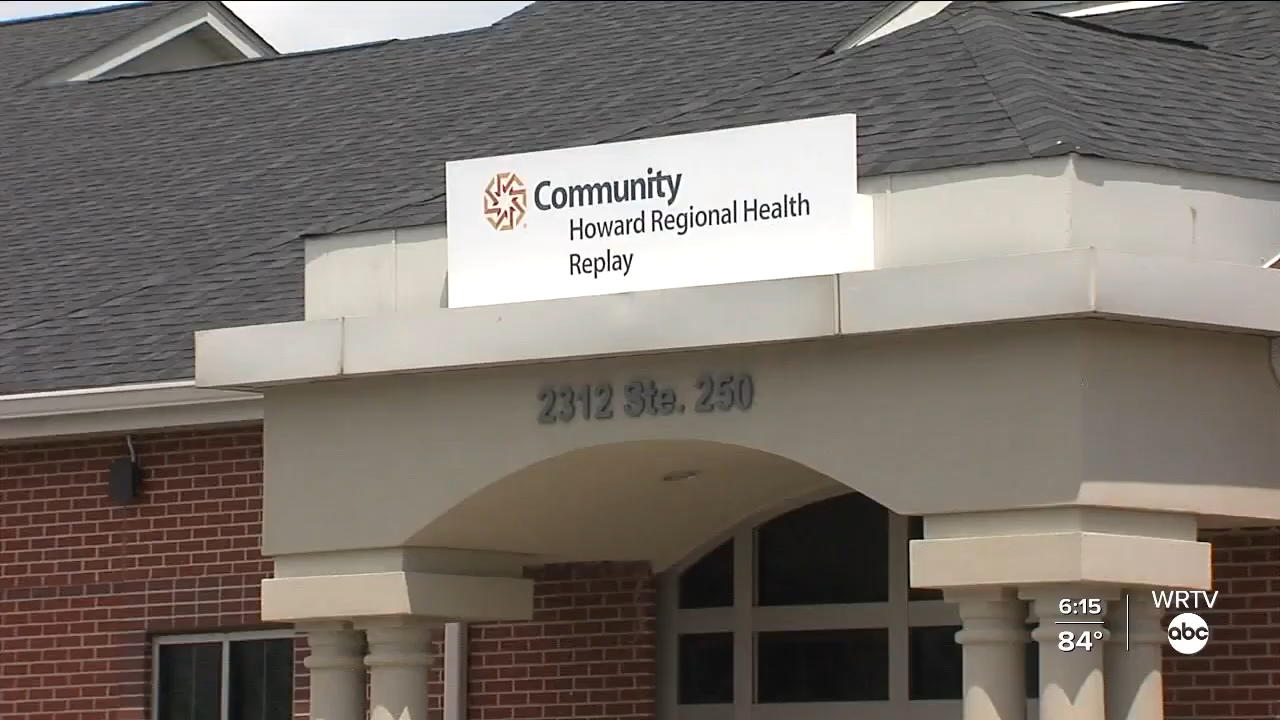 Community
Howard Regional Health
Replay
2312 Ste. 250
6:15
84°
WRTV
abc